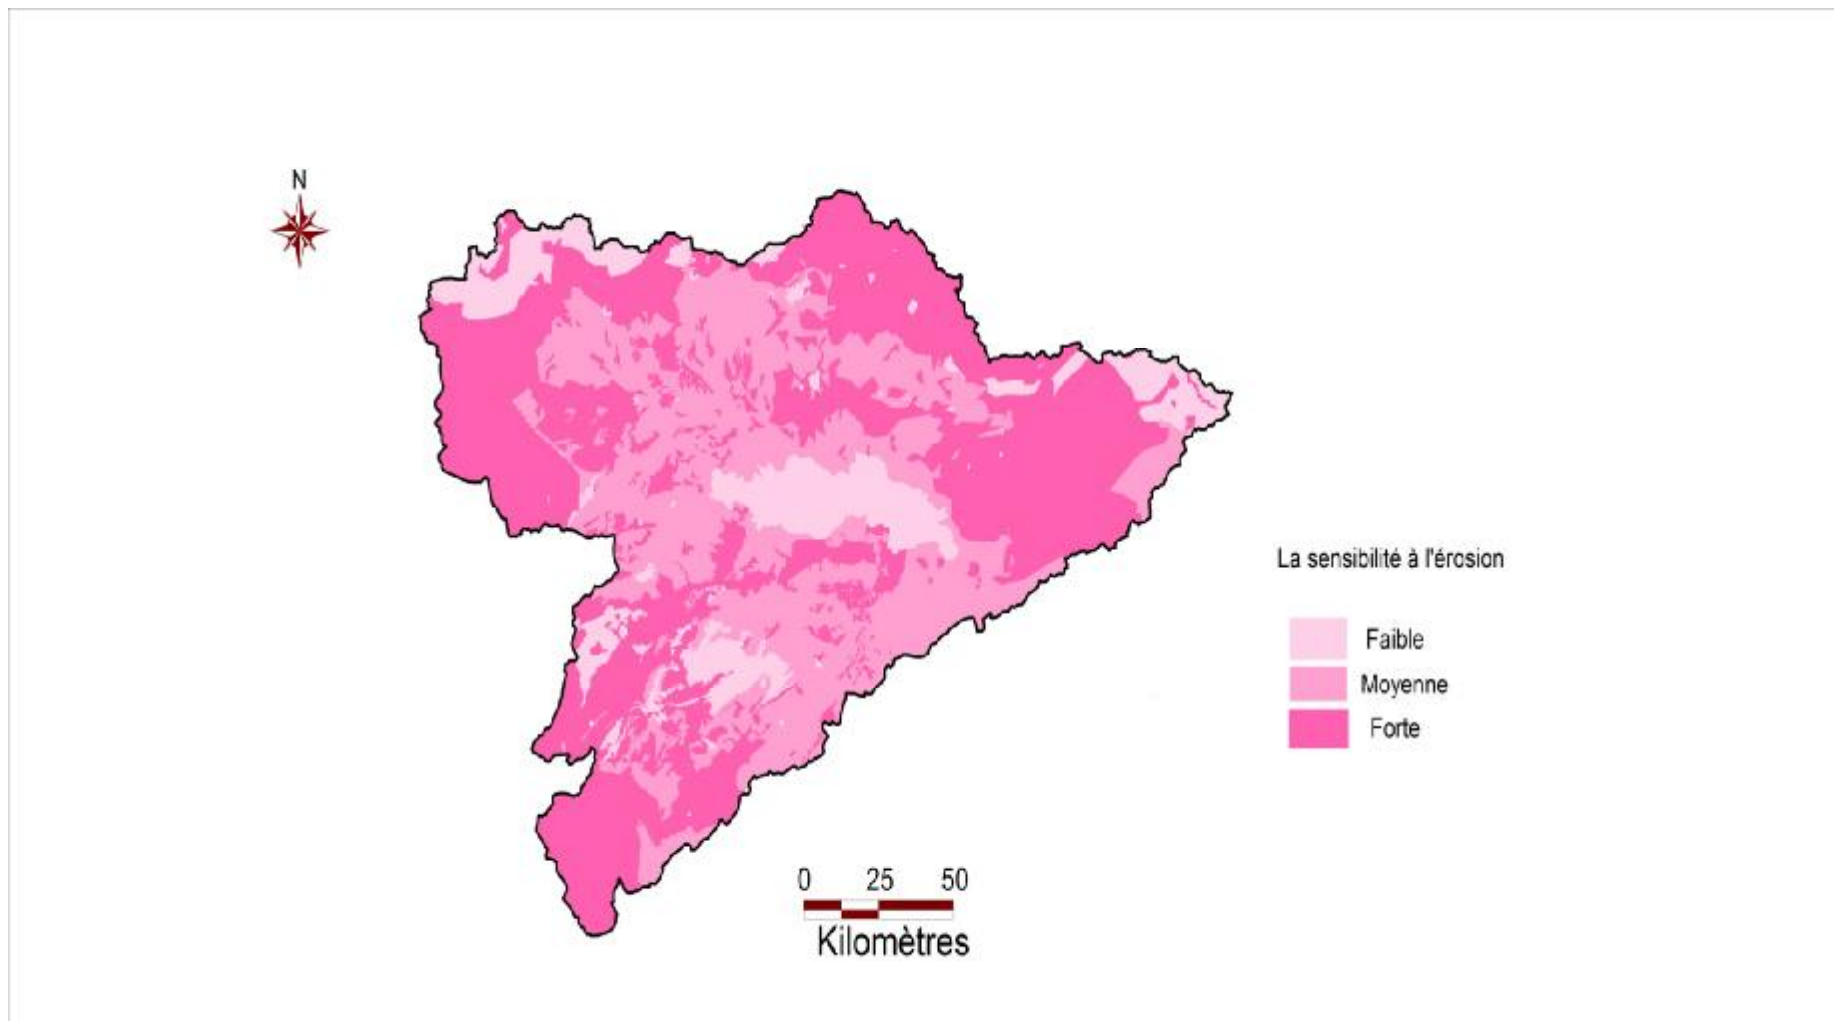 N
La sensibilité à l'érosion
Faible
Moyenne
Forte
0 25 50
Kilomètres